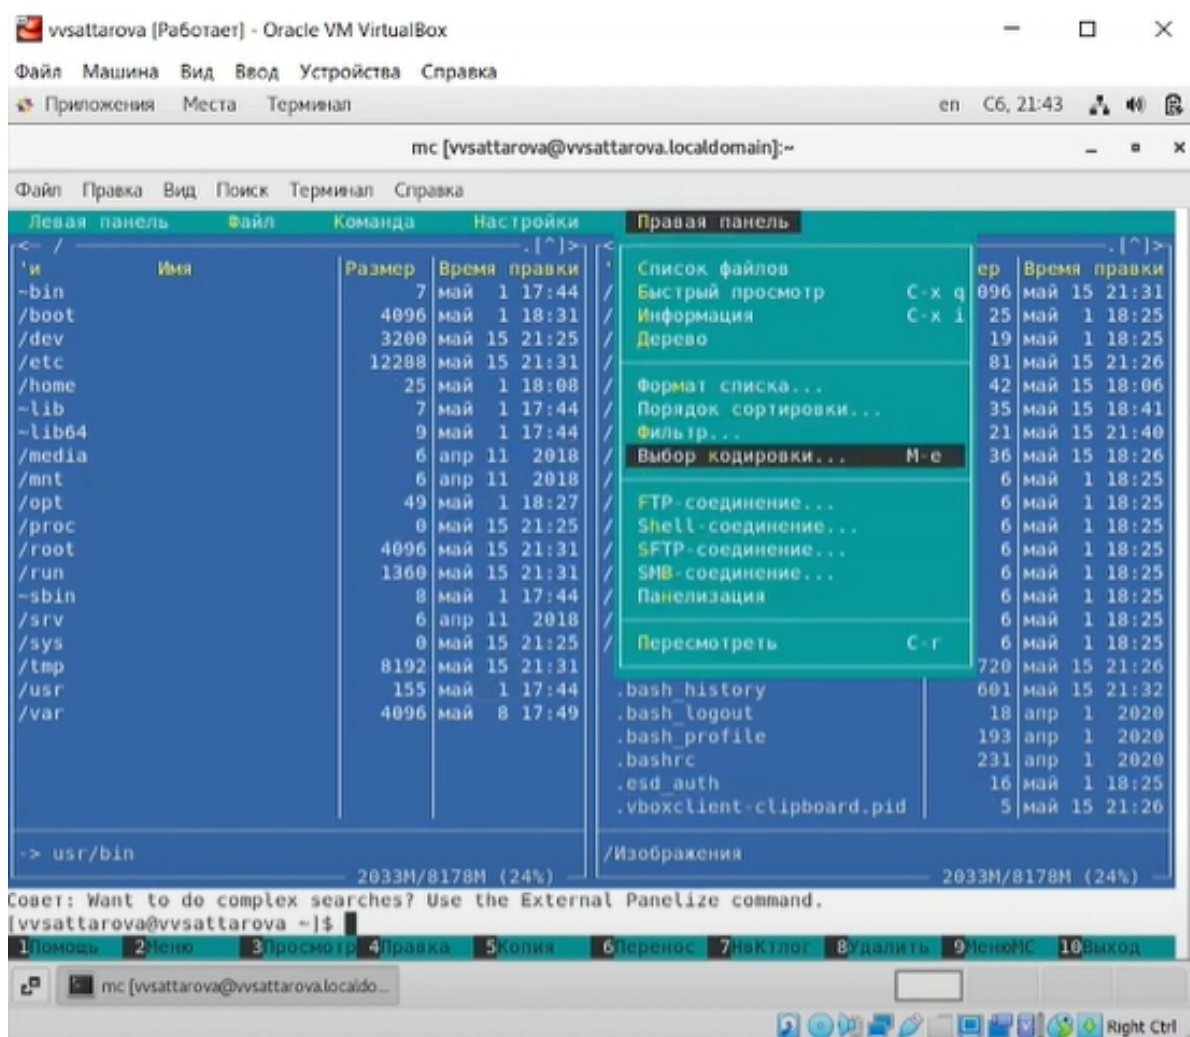 vvsattarova [Работает] - Oracle VM VirtualBox
Файл Машина Вид Ввод Устройства Справка
Приложения Места Терминал en Сб, 21:43
mc [vvsattarova@vvsattarova.localdomain]:~
Файл Правка Вид Поиск Терминал Справка
Левая панель Файл Команда Настройки Правая панель
<- / .[^]>
'и Имя Размер Время правки
~bin 7 май 1 17:44
/boot 4096 май 1 18:31
/dev 3200 май 15 21:25
/etc 12288 май 15 21:31
/home 25 май 1 18:08
~lib 7 май 1 17:44
~lib64 9 май 1 17:44
/media 6 апр 11 2018
/mnt 6 апр 11 2018
/opt 49 май 1 18:27
/proc 0 май 15 21:25
/root 4096 май 15 21:31
/run 1360 май 15 21:31
~sbin 8 май 1 17:44
/srv 6 апр 11 2018
/sys 0 май 15 21:25
/tmp 8192 май 15 21:31
/usr 155 май 1 17:44
/var 4096 май 8 17:49
-> usr/bin
2033M/8178M (24%)
Список файлов
Быстрый просмотр C-x q
Информация C-x i
Дерево
Формат списка...
Порядок сортировки...
Фильтр...
Выбор кодировки... M-e
FTP-соединение...
Shell-соединение...
SFTP-соединение...
SMB-соединение...
Панелизация
Пересмотреть C-r
.[^]>
ер Время правки
096 май 15 21:31
25 май 1 18:25
19 май 1 18:25
81 май 15 21:26
42 май 15 18:06
35 май 15 18:41
21 май 15 21:40
36 май 15 18:26
6 май 1 18:25
6 май 1 18:25
6 май 1 18:25
6 май 1 18:25
6 май 1 18:25
6 май 1 18:25
6 май 1 18:25
6 май 1 18:25
720 май 15 21:26
.bash_history 601 май 15 21:32
.bash_logout 18 апр 1 2020
.bash_profile 193 апр 1 2020
.bashrc 231 апр 1 2020
.esd_auth 16 май 1 18:25
.vboxclient-clipboard.pid 5 май 15 21:26
/Изображения
2033M/8178M (24%)
Совет: Want to do complex searches? Use the External Panelize command.
[vvsattarova@vvsattarova ~]$
1Помощь 2Меню 3Просмотр 4Правка 5Копия 6Перенос 7НвКтлог 8Удалить 9МенюMC 10Выход
mc [vvsattarova@vvsattarova.localdo...
Right Ctrl